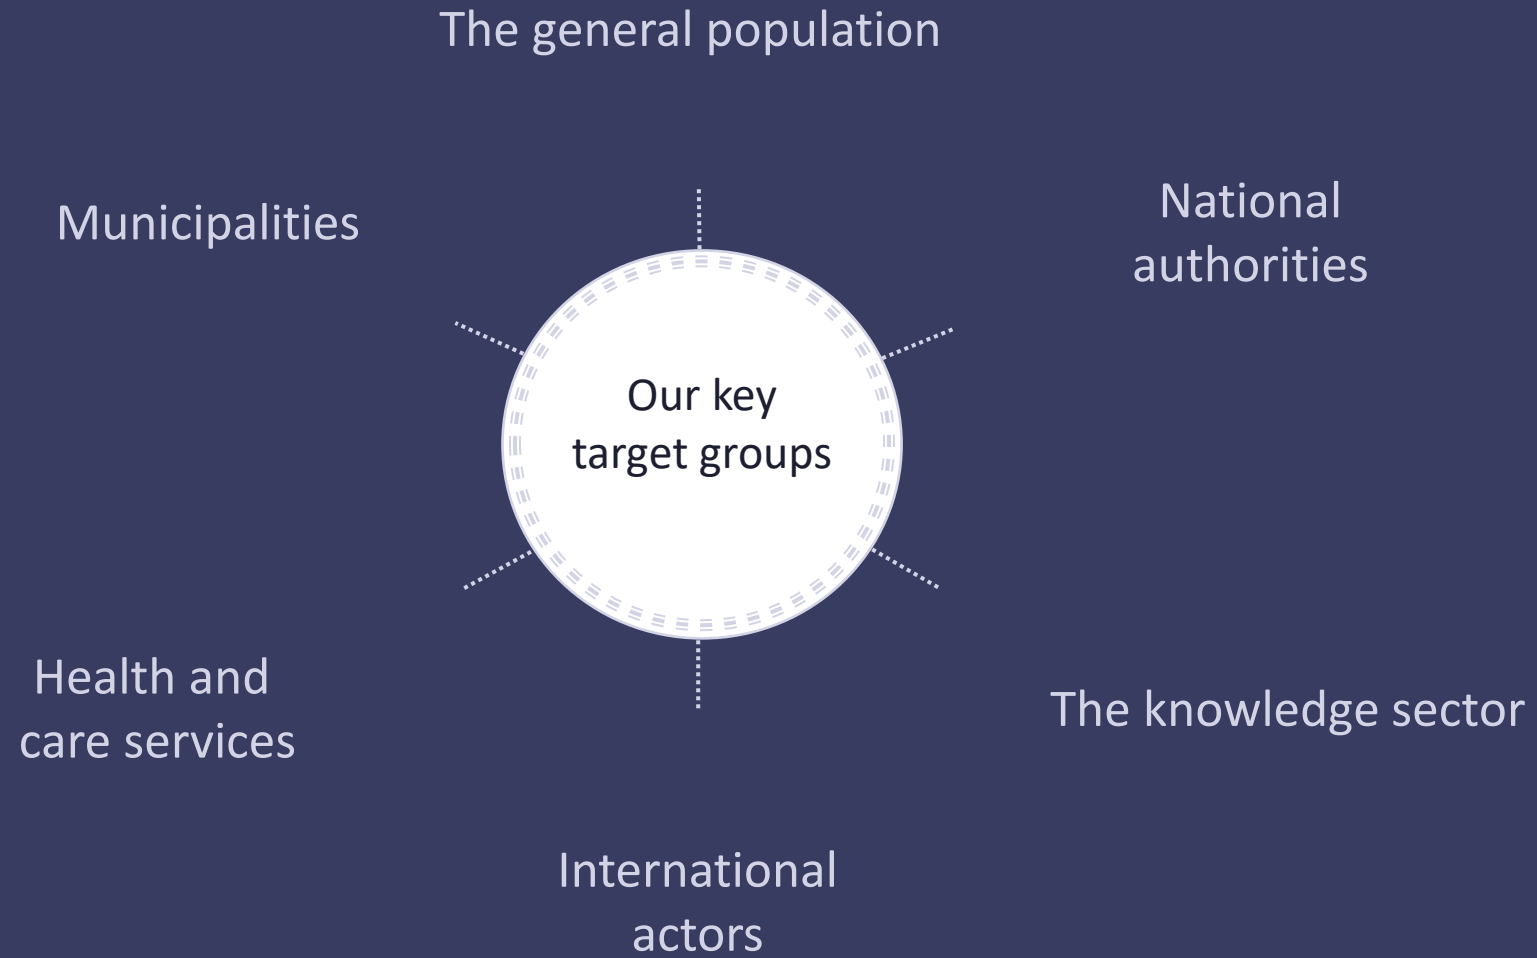 The general population
Municipalities
National
authorities
Our key
target groups
Health and
care services
The knowledge sector
International
actors